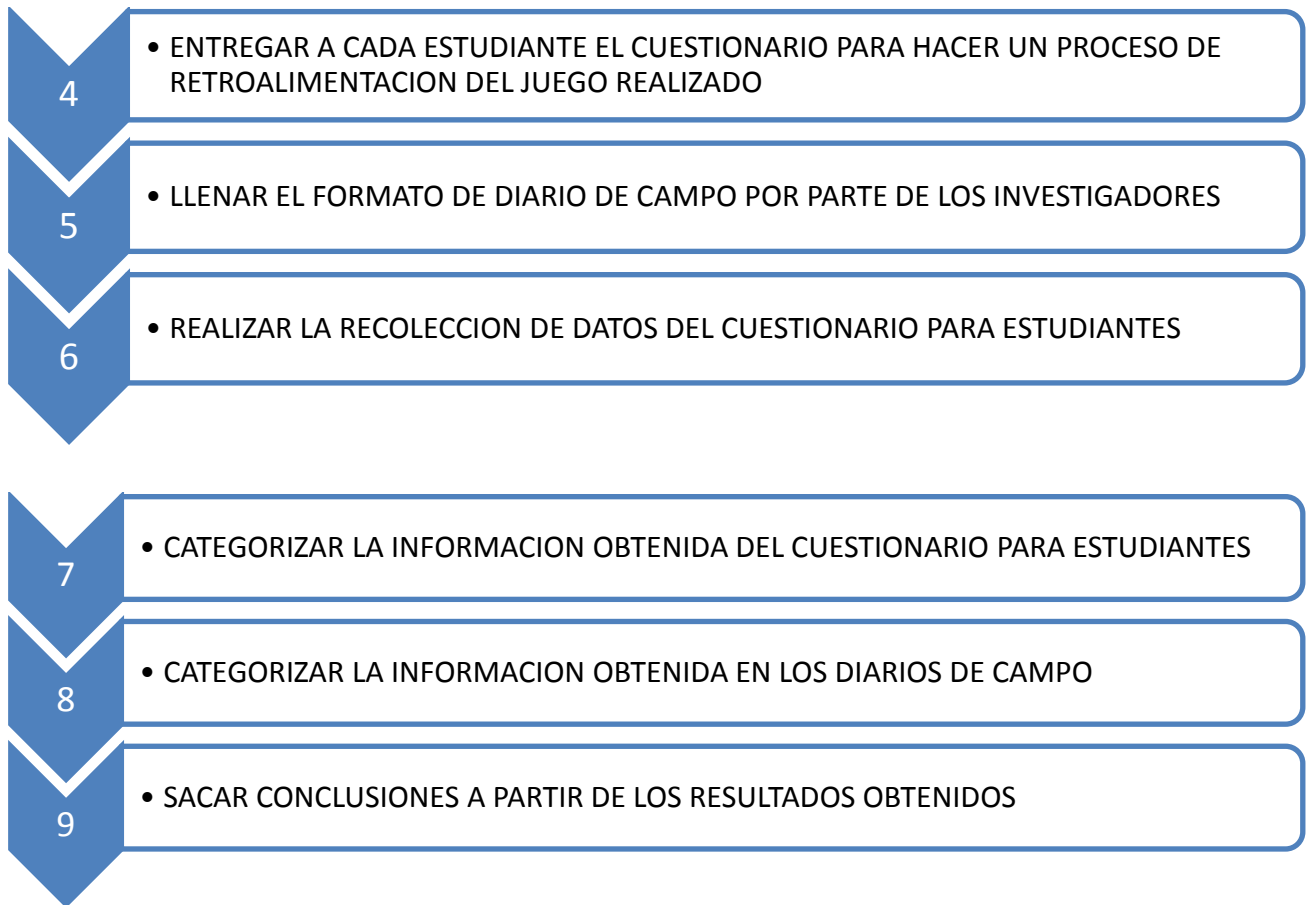 4
• ENTREGAR A CADA ESTUDIANTE EL CUESTIONARIO PARA HACER UN PROCESO DE
RETROALIMENTACION DEL JUEGO REALIZADO
5
• LLENAR EL FORMATO DE DIARIO DE CAMPO POR PARTE DE LOS INVESTIGADORES
6
• REALIZAR LA RECOLECCION DE DATOS DEL CUESTIONARIO PARA ESTUDIANTES
7
• CATEGORIZAR LA INFORMACION OBTENIDA DEL CUESTIONARIO PARA ESTUDIANTES
8
• CATEGORIZAR LA INFORMACION OBTENIDA EN LOS DIARIOS DE CAMPO
9
• SACAR CONCLUSIONES A PARTIR DE LOS RESULTADOS OBTENIDOS